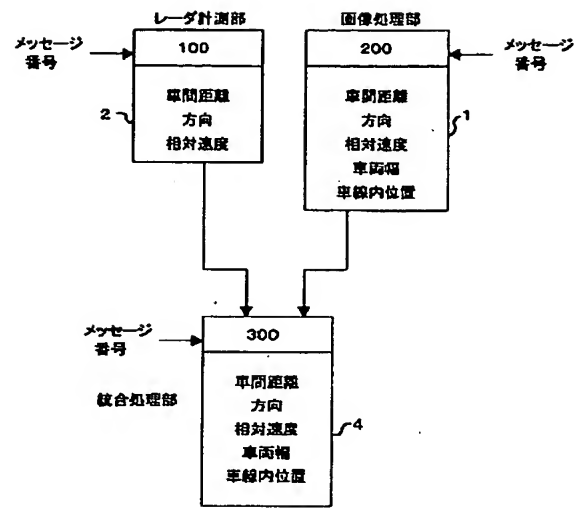 レーダ計測部
画像処理部
メッセージ
番号
100
200
メッセージ
番号
車間距離
方向
相対速度
2
車間距離
方向
相対速度
車両幅
車線内位置
1
メッセージ
番号
300
統合処理部
車間距離
方向
相対速度
車両幅
車線内位置
4